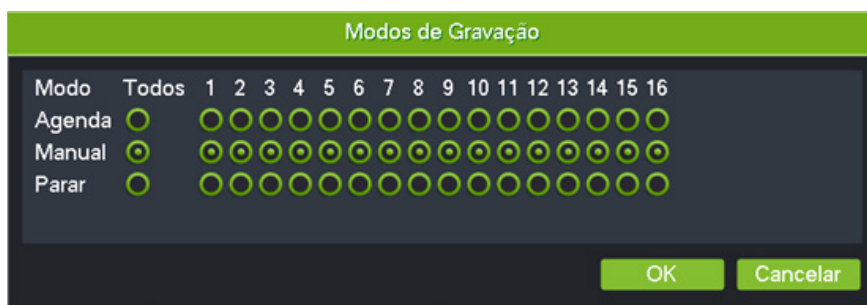 Modos de Gravação
Modo Todos 1 2 3 4 5 6 7 8 9 10 11 12 13 14 15 16
Agenda
Manual
Parar
OK Cancelar